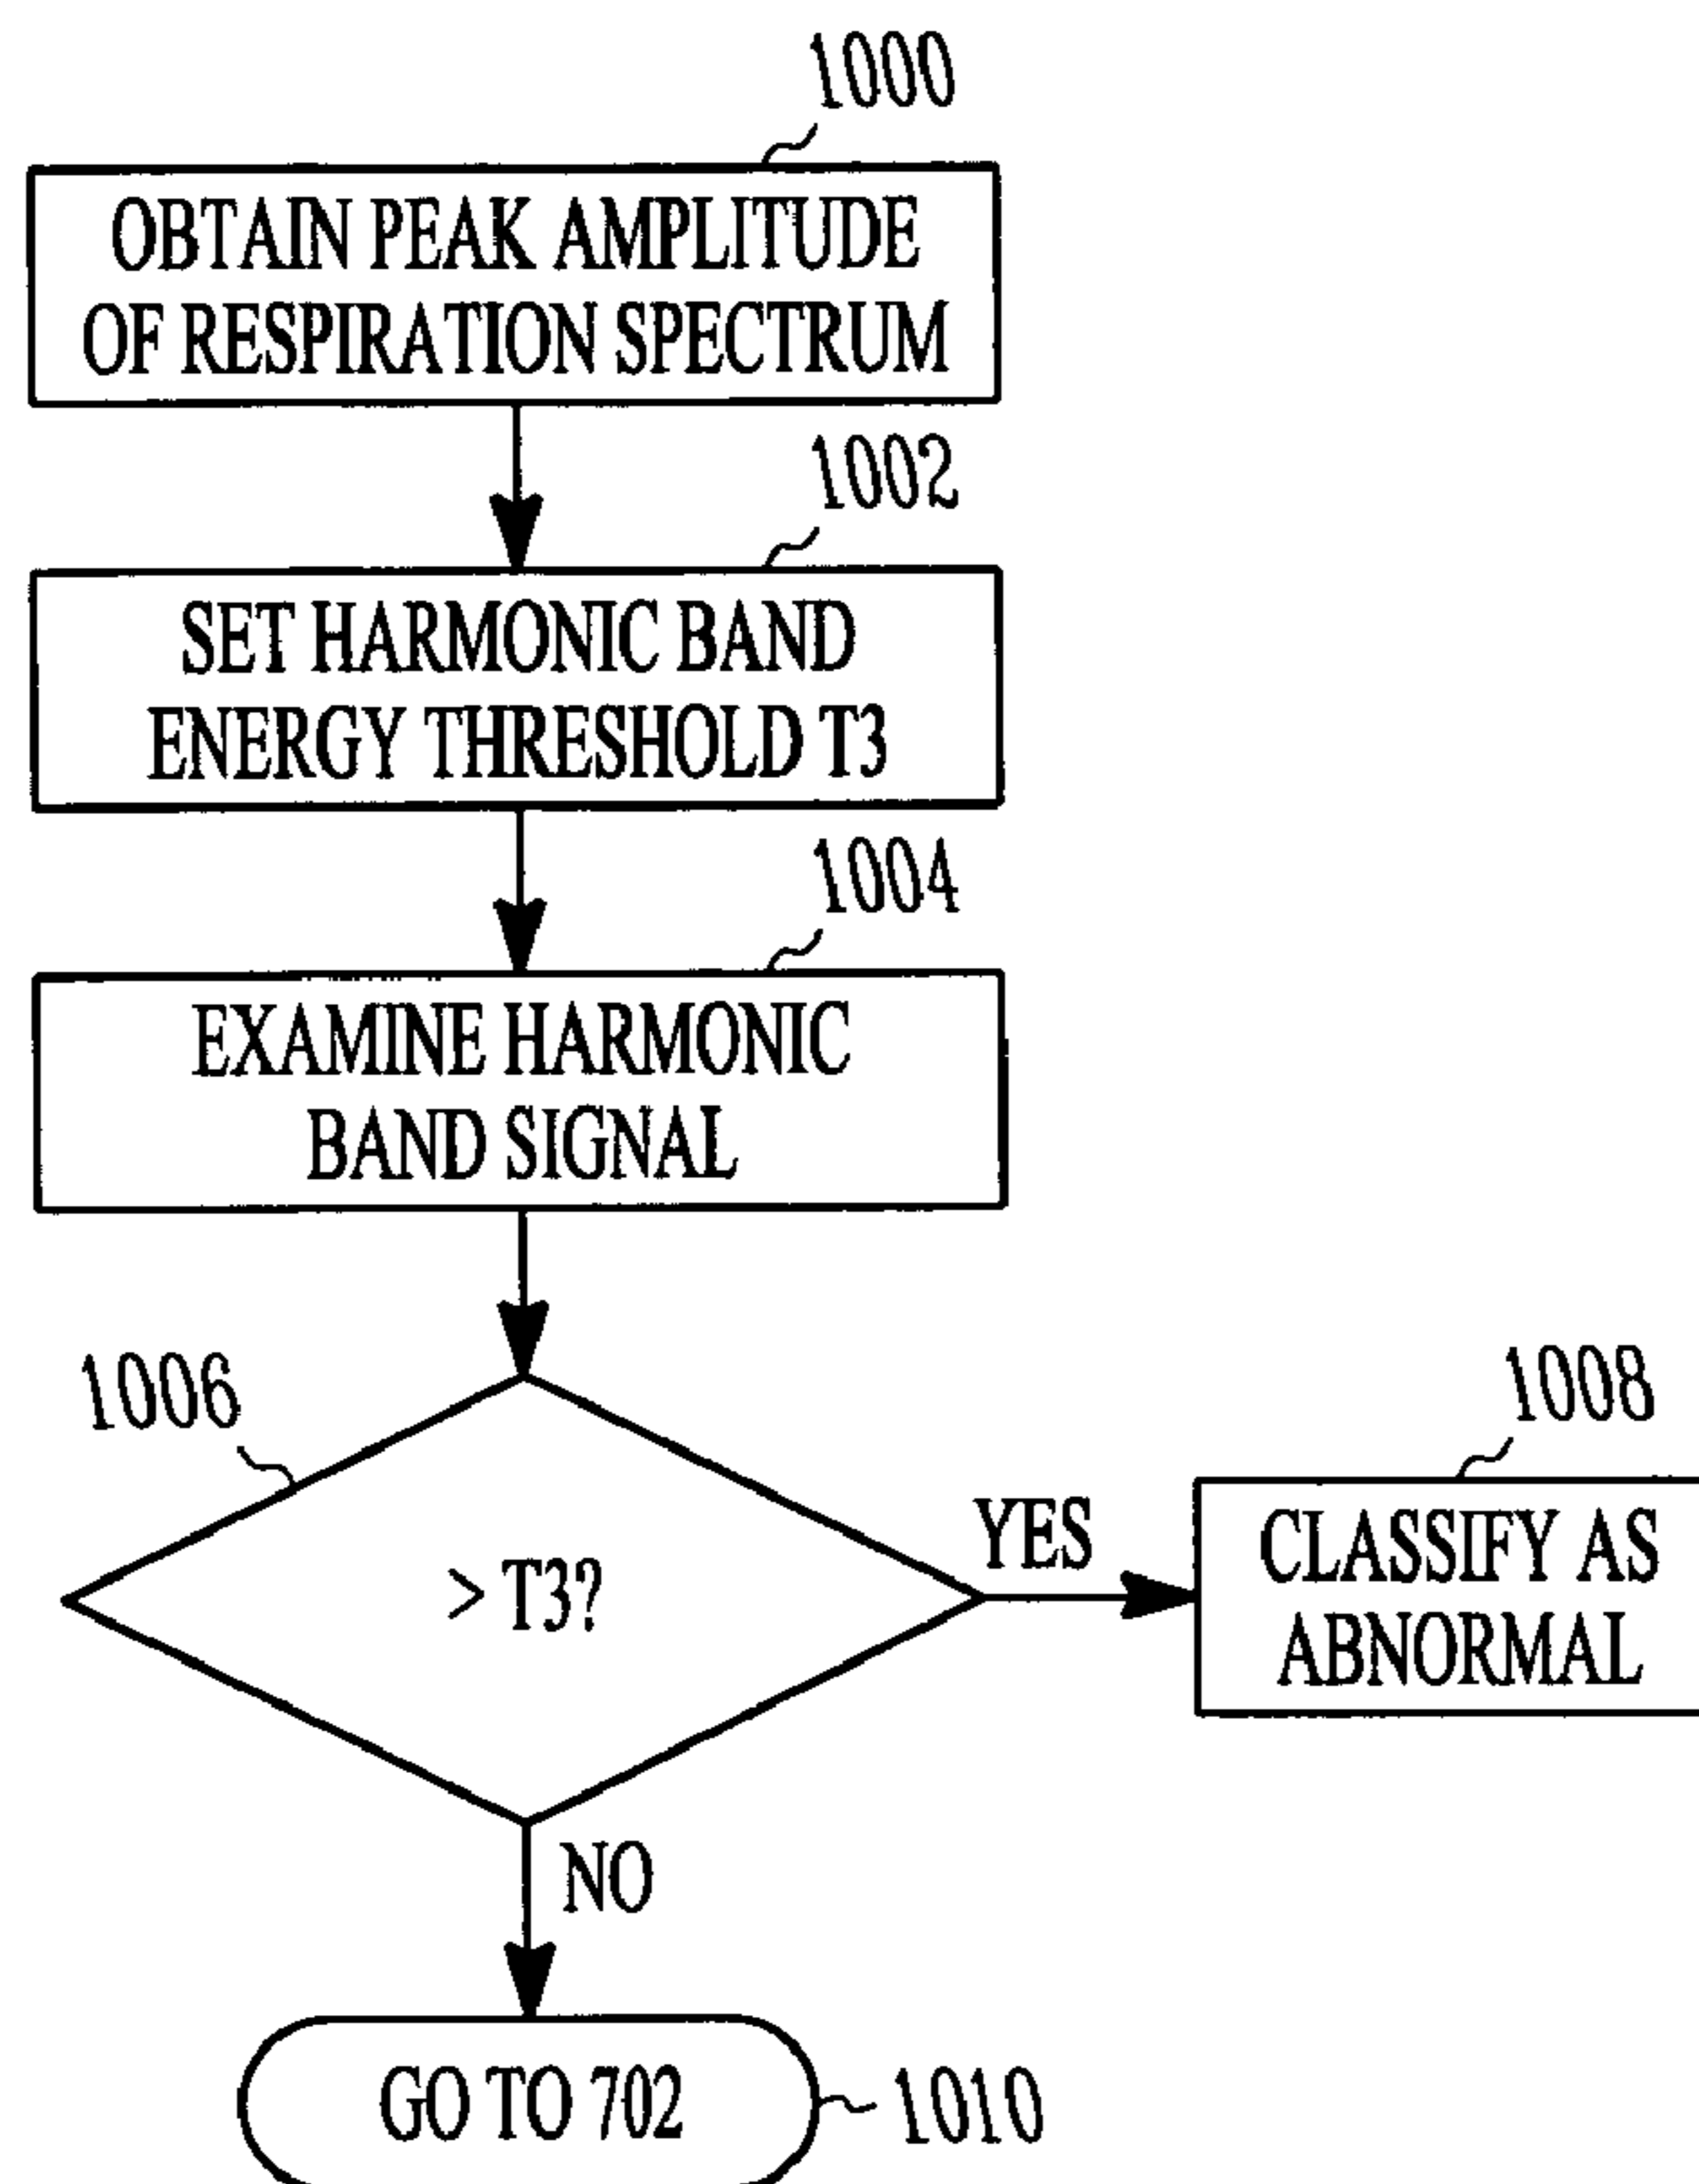 1000
OBTAIN PEAK AMPLITUDE
OF RESPIRATION SPECTRUM
1002
SET HARMONIC BAND
ENERGY THRESHOLD T3
1004
EXAMINE HARMONIC
BAND SIGNAL
1006
> T3?
YES
1008
CLASSIFY AS
ABNORMAL
NO
GO TO 702
1010